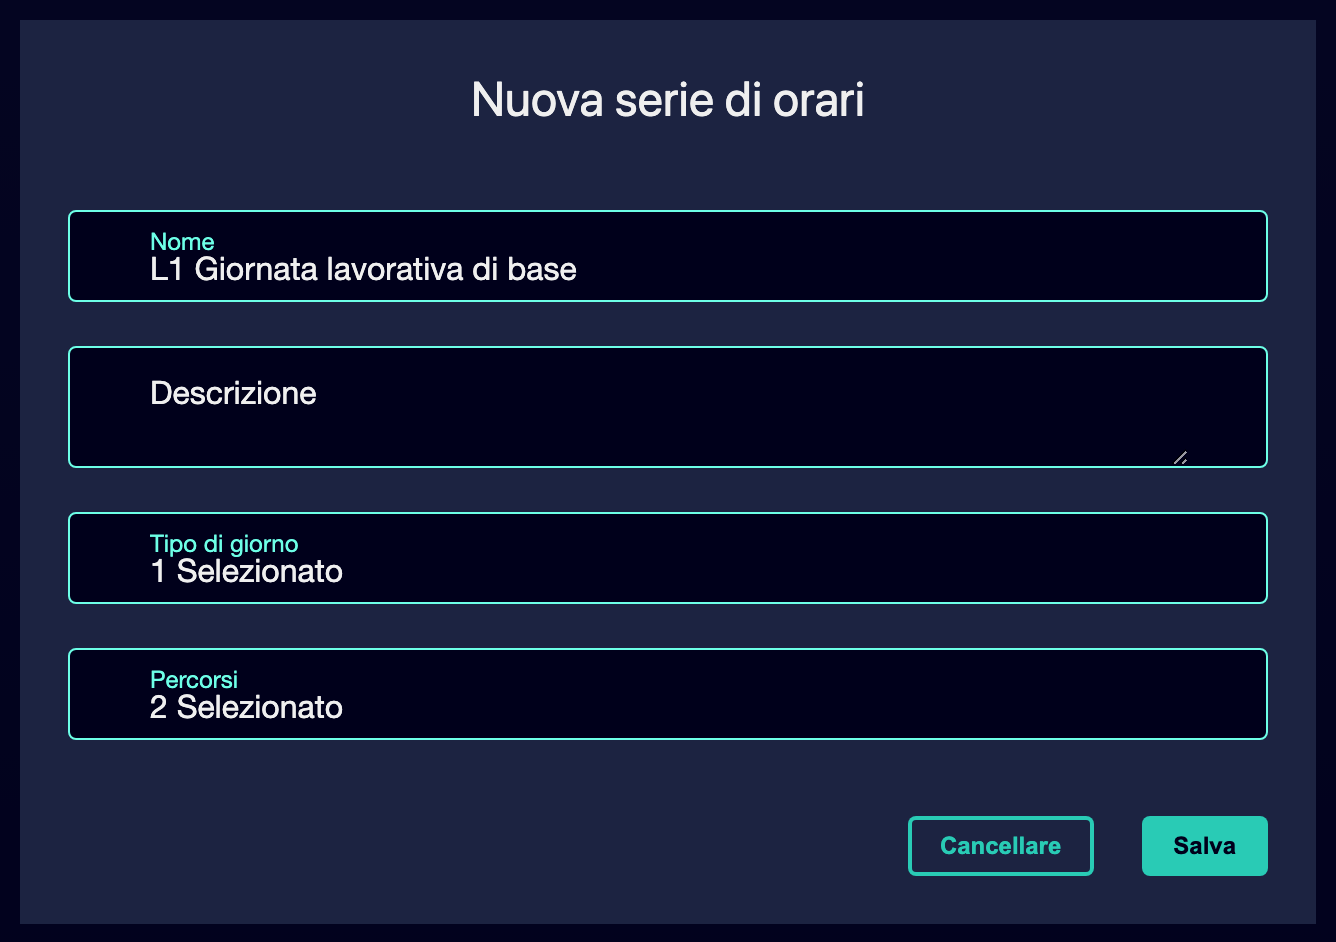 Nuova serie di orari
Nome
L1 Giornata lavorativa di base
Descrizione
Tipo di giorno
1 Selezionato
Percorsi
2 Selezionato
Cancellare
Salva